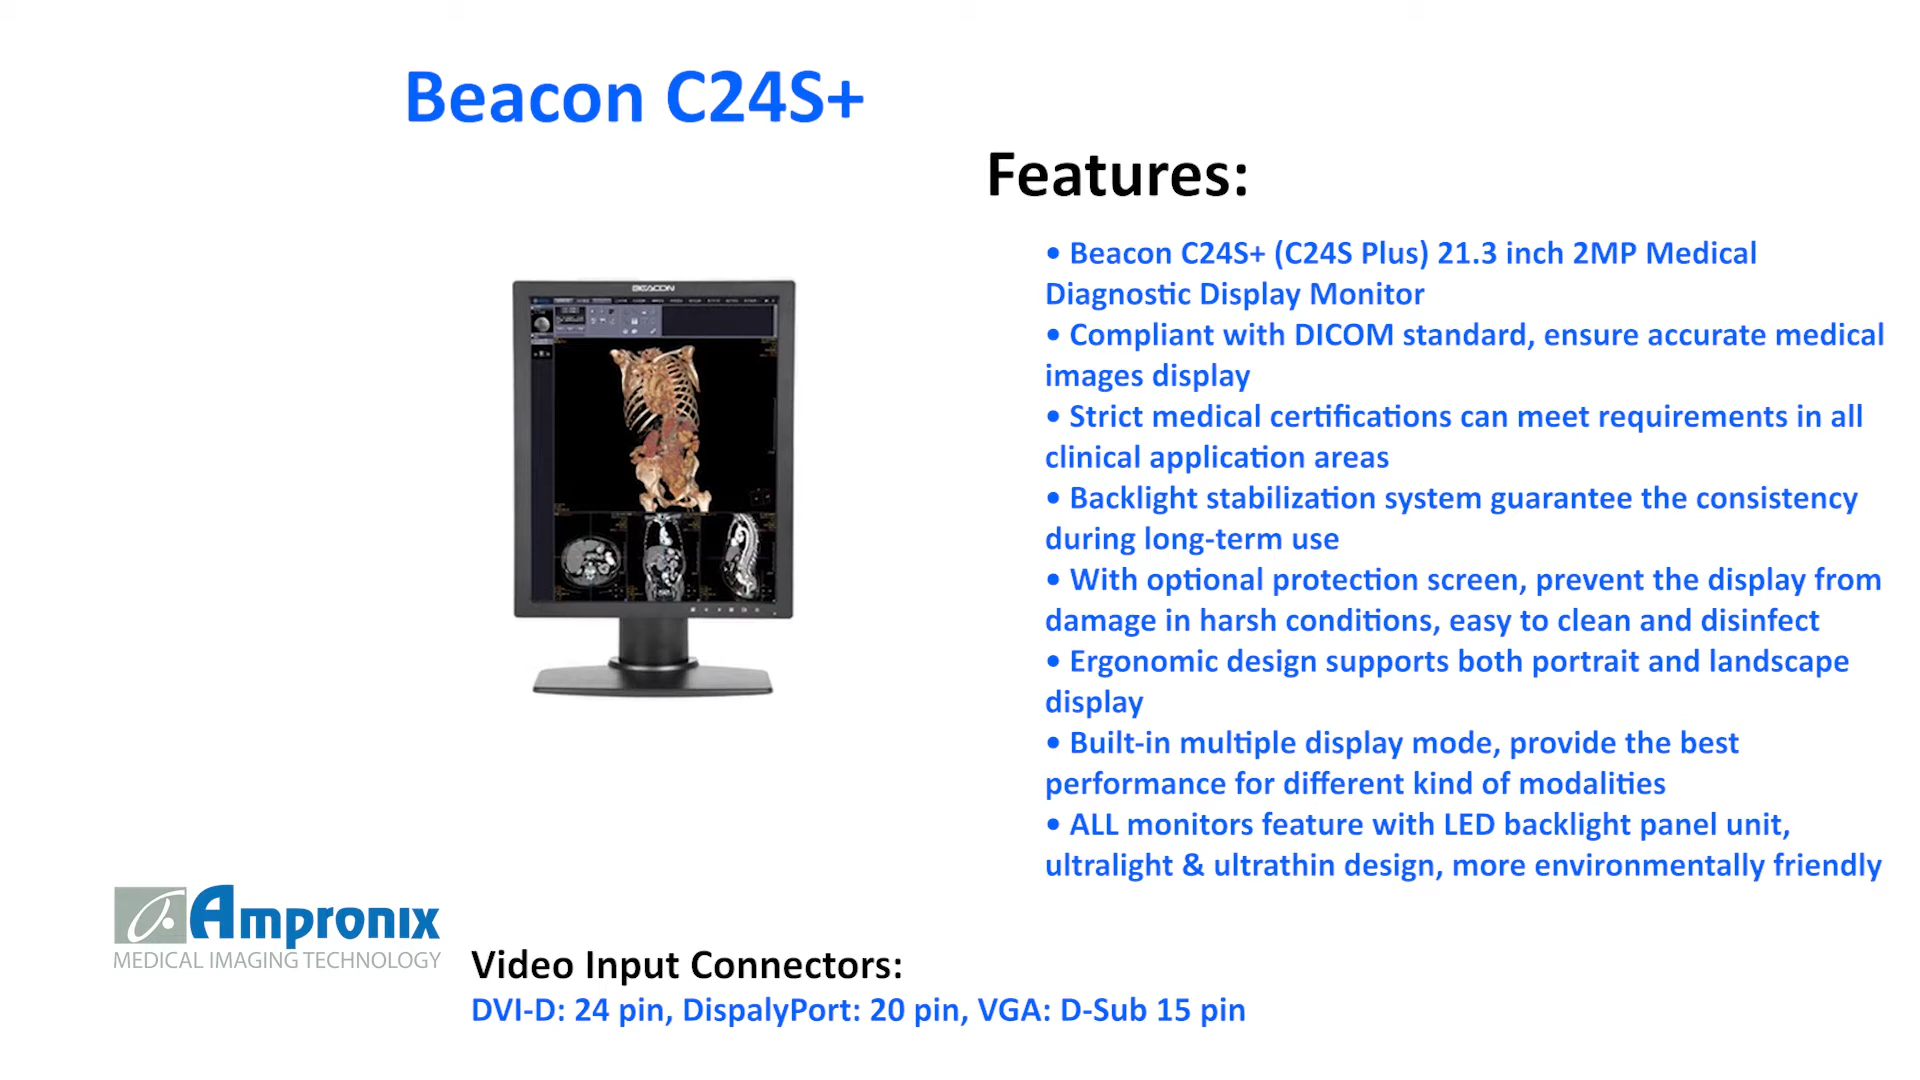 Beacon C24S+
Features:
• Beacon C24S+ (C24S Plus) 21.3 inch 2MP Medical
Diagnostic Display Monitor
• Compliant with DICOM standard, ensure accurate medical
images display
• Strict medical certifications can meet requirements in all
clinical application areas
• Backlight stabilization system guarantee the consistency
during long-term use
• With optional protection screen, prevent the display from
damage in harsh conditions, easy to clean and disinfect
• Ergonomic design supports both portrait and landscape
display
• Built-in multiple display mode, provide the best
performance for different kind of modalities
• ALL monitors feature with LED backlight panel unit,
ultralight & ultrathin design, more environmentally friendly
BEACON
Ampronix
MEDICAL IMAGING TECHNOLOGY
Video Input Connectors:
DVI-D: 24 pin, DispalyPort: 20 pin, VGA: D-Sub 15 pin